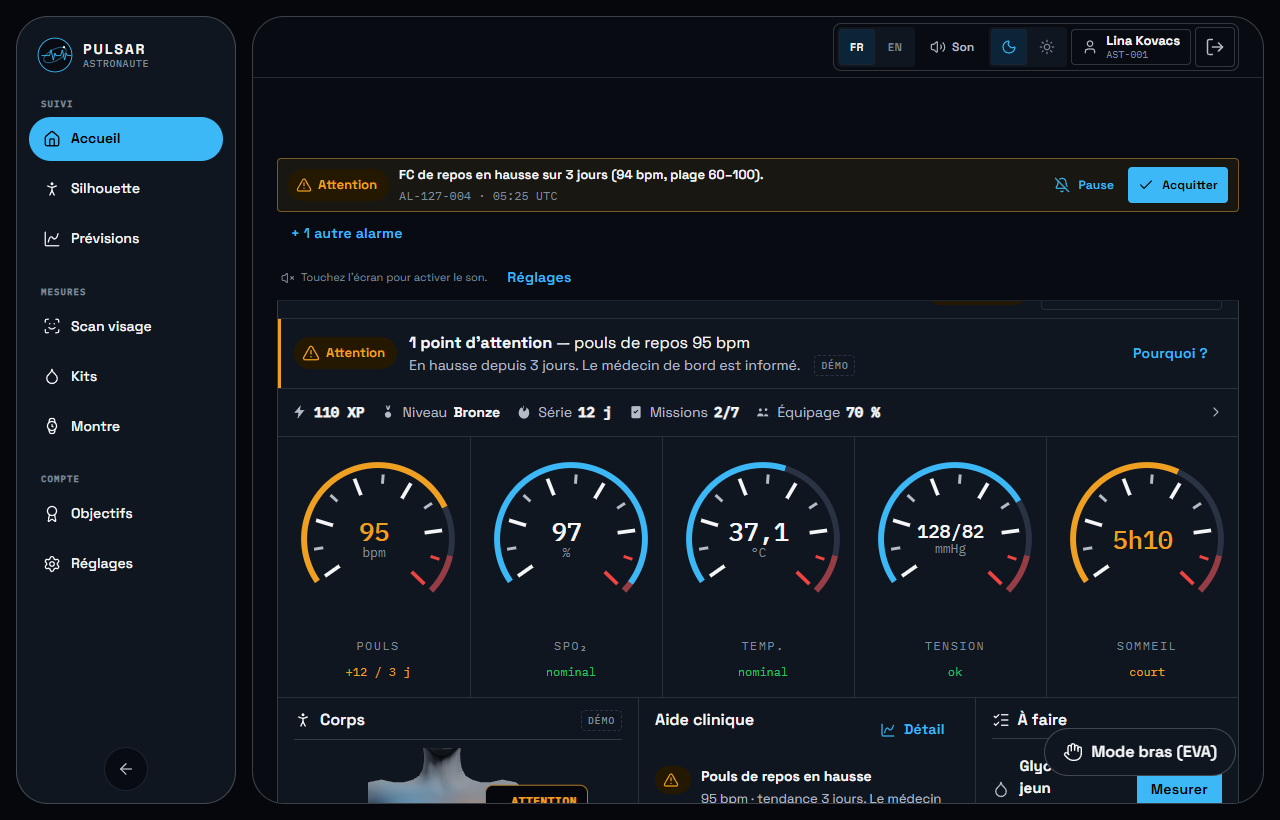 PULSAR
ASTRONAUTE
SUIVI
Accueil
Silhouette
Prévisions
MESURES
Scan visage
Kits
Montre
COMPTE
Objectifs
Réglages
FR
EN
Son
Lina Kovacs
AST-001
Attention
FC de repos en hausse sur 3 jours (94 bpm, plage 60–100).
AL-127-004 · 05:25 UTC
Pause
Acquitter
+ 1 autre alarme
Touchez l'écran pour activer le son.
Réglages
Attention
1 point d'attention — pouls de repos 95 bpm
En hausse depuis 3 jours. Le médecin de bord est informé.
DÉMO
Pourquoi ?
110 XP
Niveau Bronze
Série 12 j
Missions 2/7
Équipage 70 %
95
bpm
POULS
+12 / 3 j
97
%
SPO₂
nominal
37,1
°C
TEMP.
nominal
128/82
mmHg
TENSION
ok
5h10
SOMMEIL
court
Corps
DÉMO
ATTENTION
Aide clinique
Détail
Pouls de repos en hausse
95 bpm · tendance 3 jours. Le médecin
À faire
jeun
Mesurer
Mode bras (EVA)